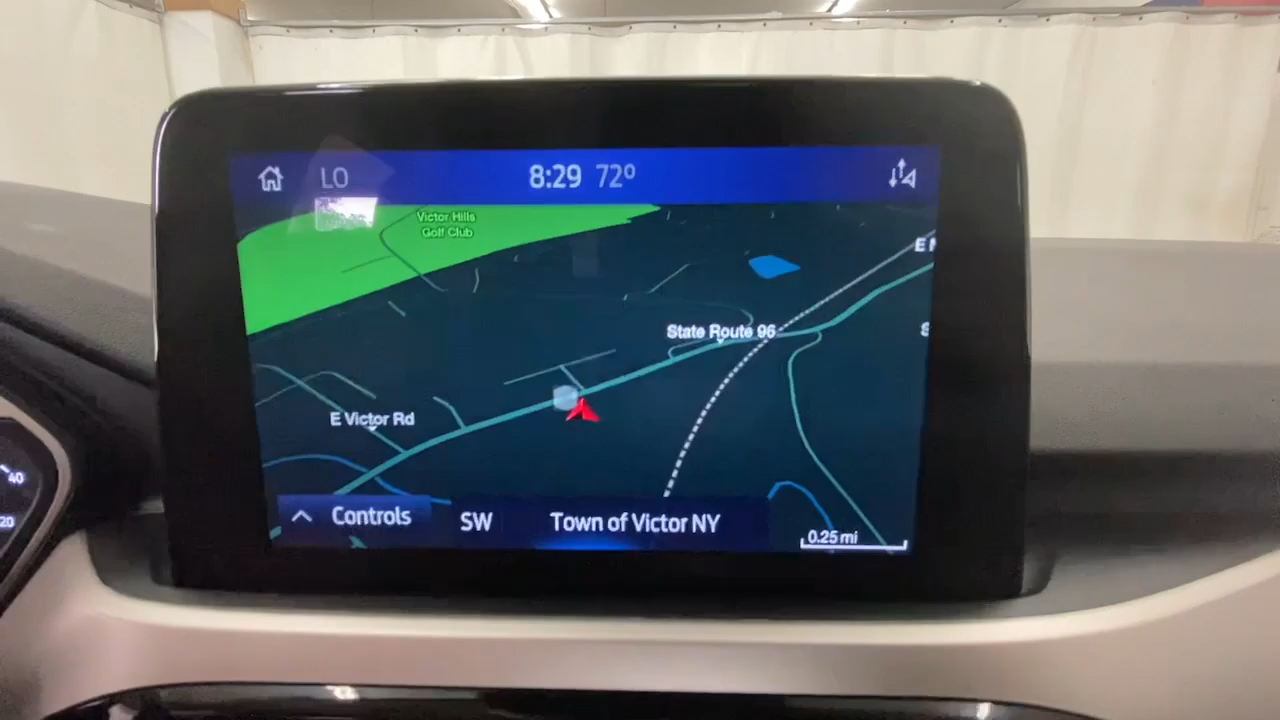 LO 8:29 72°
Victor Hills
Golf Club
E
State Route 96
S
E Victor Rd
40
20
Controls SW Town of Victor NY
0.25 mi